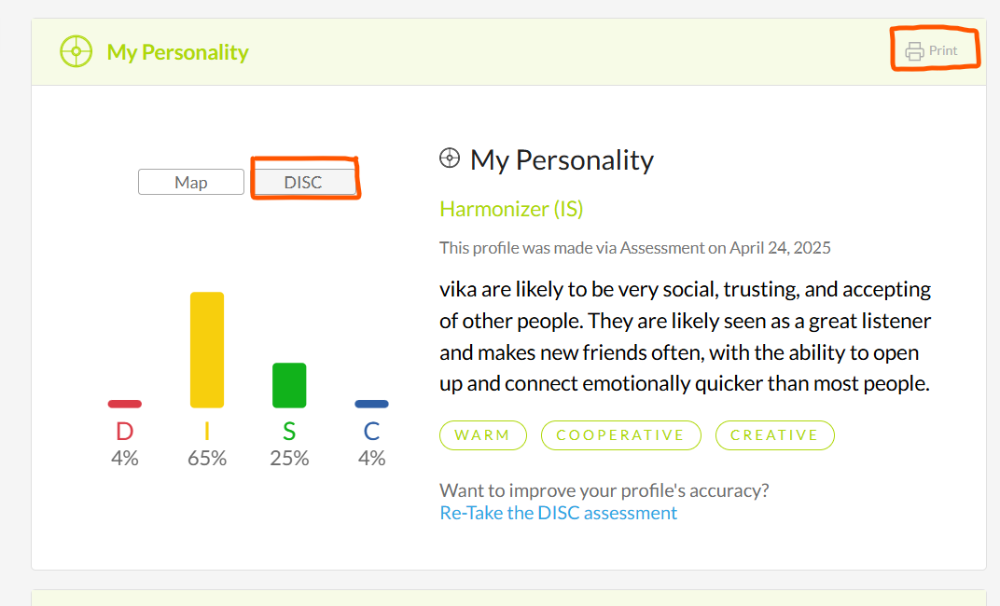 My Personality
Print
Map
DISC
D
I
S
C
4%
65%
25%
4%
My Personality
Harmonizer (IS)
This profile was made via Assessment on April 24, 2025
vika are likely to be very social, trusting, and accepting
of other people. They are likely seen as a great listener
and makes new friends often, with the ability to open
up and connect emotionally quicker than most people.
WARM
COOPERATIVE
CREATIVE
Want to improve your profile's accuracy?
Re-Take the DISC assessment